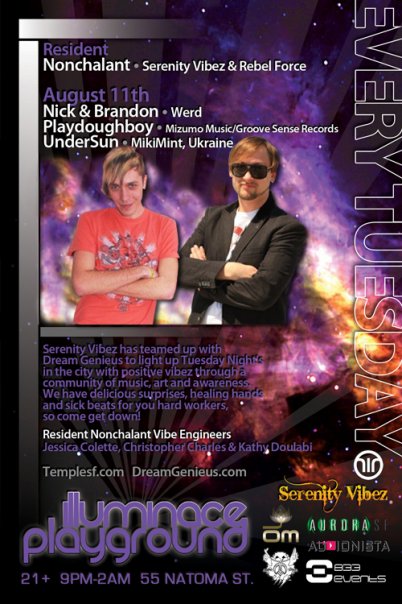 Resident
Nonchalant • Serenity Vibez & Rebel Force
August 11th
Nick & Brandon • Werd
Playdoughboy • Mizumo Music/Groove Sense Records
UnderSun • MikiMint, Ukraine
EVERY TUESDAY
Serenity Vibez has teamed up with
Dream Genieus to light up Tuesday Night's
in the city with positive vibez through a
community of music, art and awareness.
We have delicious surprises, healing hands
and sick beats for you hard workers,
so come get down!
Resident Nonchalant Vibe Engineers
Jessica Colette, Christopher Charles & Kathy Doulabi
Templesf.com DreamGenieus.com
illuminace
playground
21+ 9PM-2AM 55 NATOMA ST.
Serenity Vibez
OM
AURORA SF
AUDIONISTA
833
events